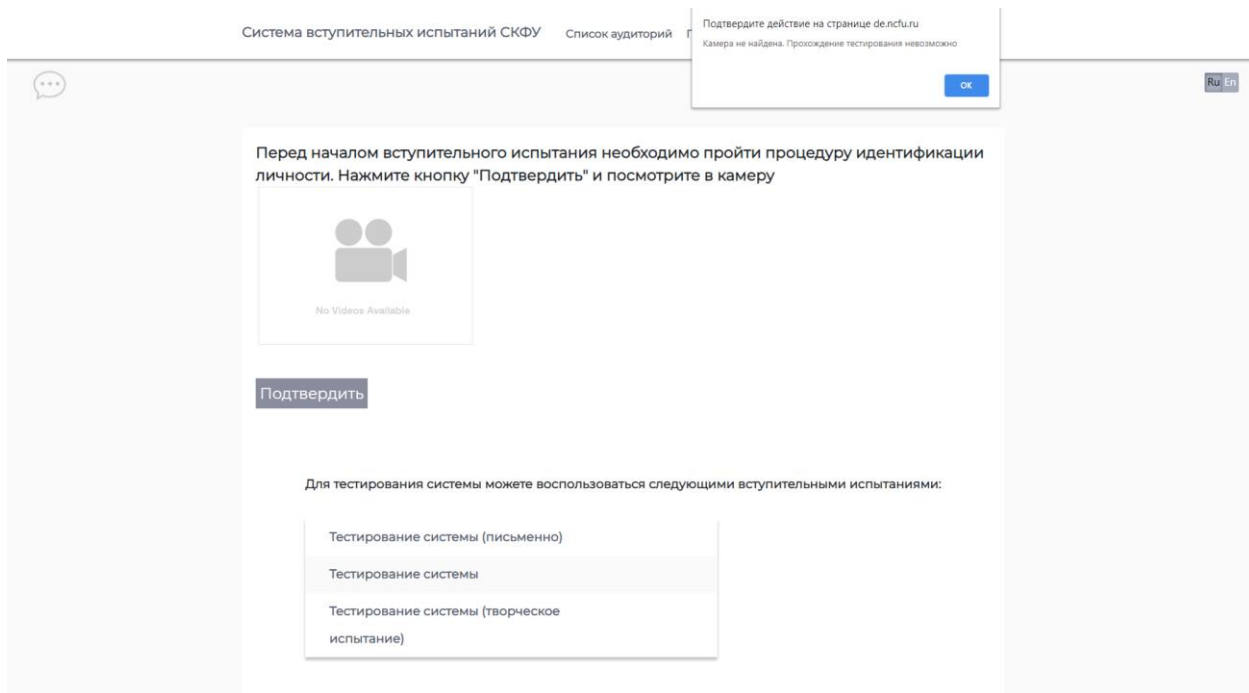 Система вступительных испытаний СКФУ
Список аудиторий
Подтвердите действие на странице de.ncfu.ru
Камера не найдена. Прохождение тестирования невозможно
ОК
Ru En
Перед началом вступительного испытания необходимо пройти процедуру идентификации
личности. Нажмите кнопку "Подтвердить" и посмотрите в камеру
No Videos Available
Подтвердить
Для тестирования системы можете воспользоваться следующими вступительными испытаниями:
Тестирование системы (письменно)
Тестирование системы
Тестирование системы (творческое
испытание)